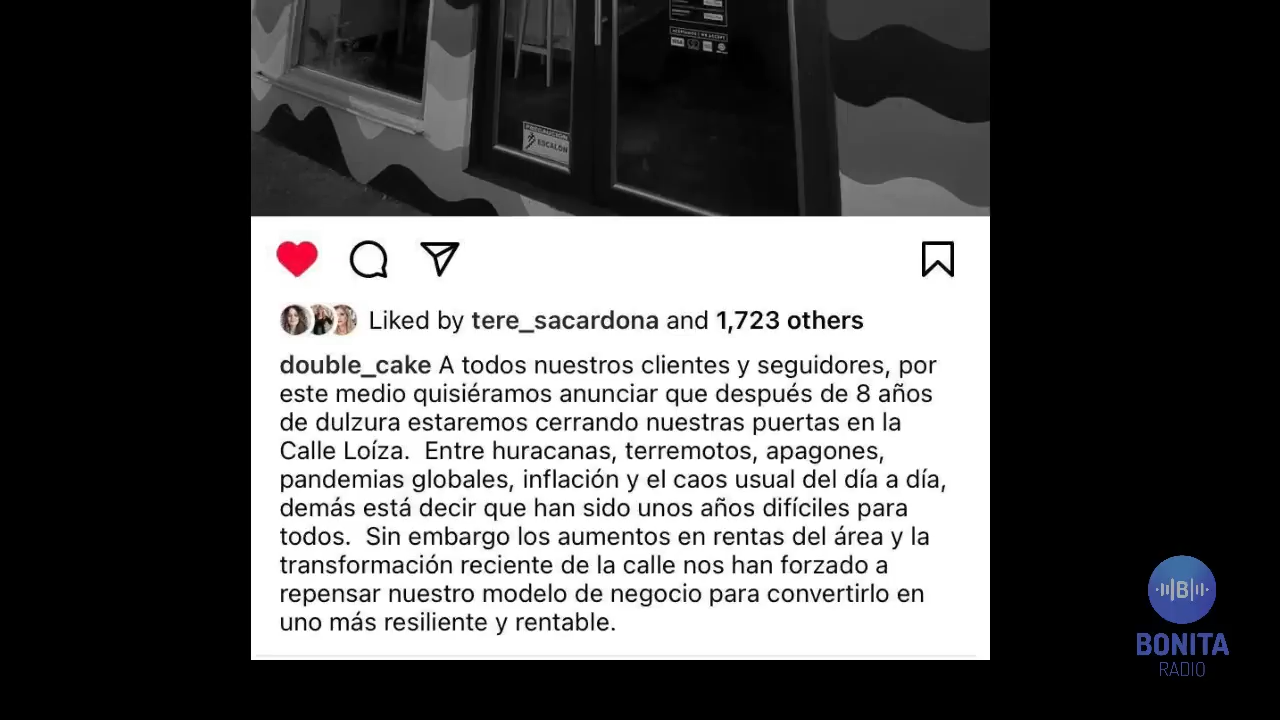 PRECAUCIÓN
ESCALÓN
Liked by tere_sacardona and 1,723 others
double_cake A todos nuestros clientes y seguidores, por
este medio quisiéramos anunciar que después de 8 años
de dulzura estaremos cerrando nuestras puertas en la
Calle Loíza.  Entre huracanas, terremotos, apagones,
pandemias globales, inflación y el caos usual del día a día,
demás está decir que han sido unos años difíciles para
todos.  Sin embargo los aumentos en rentas del área y la
transformación reciente de la calle nos han forzado a
repensar nuestro modelo de negocio para convertirlo en
uno más resiliente y rentable.
B
BONITA
RADIO